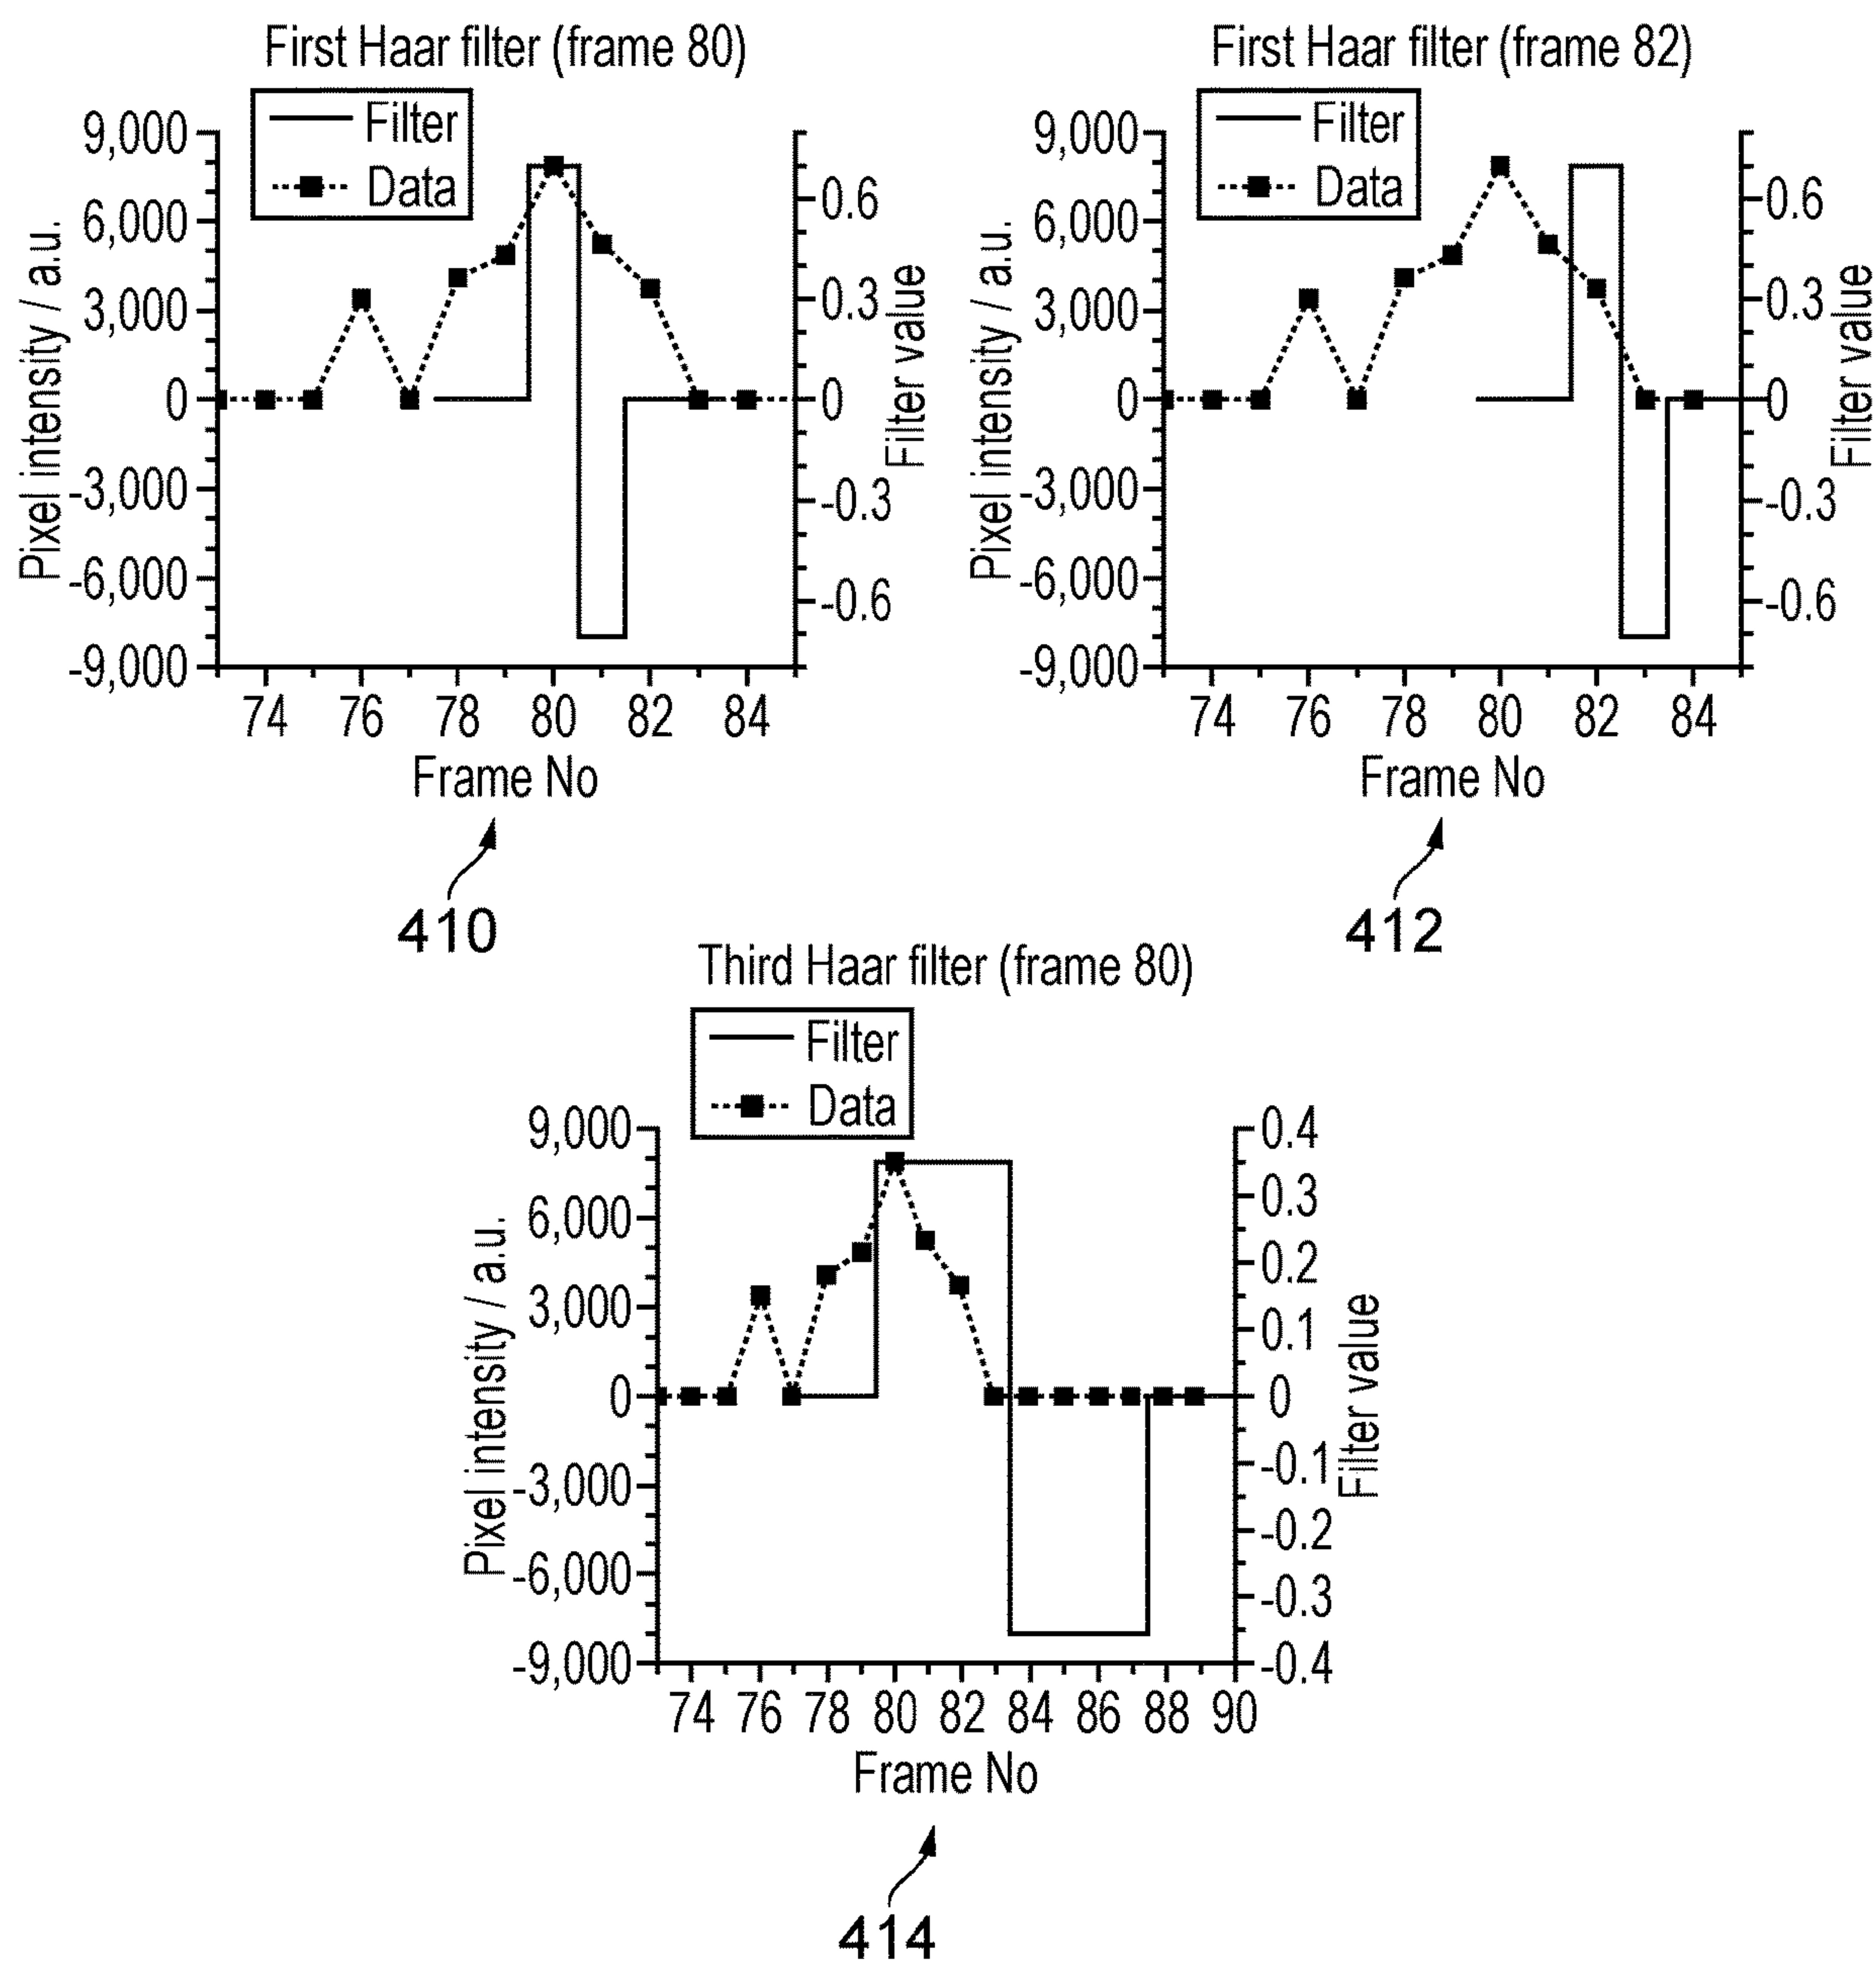 First Haar filter (frame 80)
Filter
Data
9,000
6,000
3,000
0
-3,000
-6,000
-9,000
Pixel intensity / a.u.
0.6
0.3
0
-0.3
-0.6
Filter value
74 76 78 80 82 84
Frame No
410
First Haar filter (frame 82)
Filter
Data
9,000
6,000
3,000
0
-3,000
-6,000
-9,000
Pixel intensity / a.u.
0.6
0.3
0
-0.3
-0.6
Filter value
74 76 78 80 82 84
Frame No
412
Third Haar filter (frame 80)
Filter
Data
9,000
6,000
3,000
0
-3,000
-6,000
-9,000
Pixel intensity / a.u.
0.4
0.3
0.2
0.1
0
-0.1
-0.2
-0.3
-0.4
Filter value
74 76 78 80 82 84 86 88 90
Frame No
414